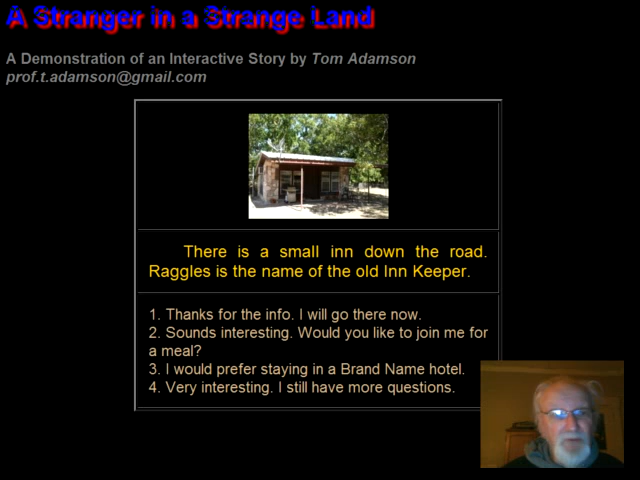 A Stranger in a Strange Land
A Demonstration of an Interactive Story by Tom Adamson
prof.t.adamson@gmail.com
There is a small inn down the road.
Raggles is the name of the old Inn Keeper.
1. Thanks for the info. I will go there now.
2. Sounds interesting. Would you like to join me for
a meal?
3. I would prefer staying in a Brand Name hotel.
4. Very interesting. I still have more questions.